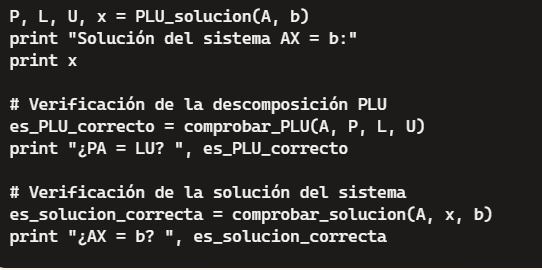 P, L, U, x = PLU_solucion(A, b)
print "Solución del sistema AX = b:"
print x
# Verificación de la descomposición PLU
es_PLU_correcto = comprobar_PLU(A, P, L, U)
print "¿PA = LU? ", es_PLU_correcto
# Verificación de la solución del sistema
es_solucion_correcta = comprobar_solucion(A, x, b)
print "¿AX = b? ", es_solucion_correcta